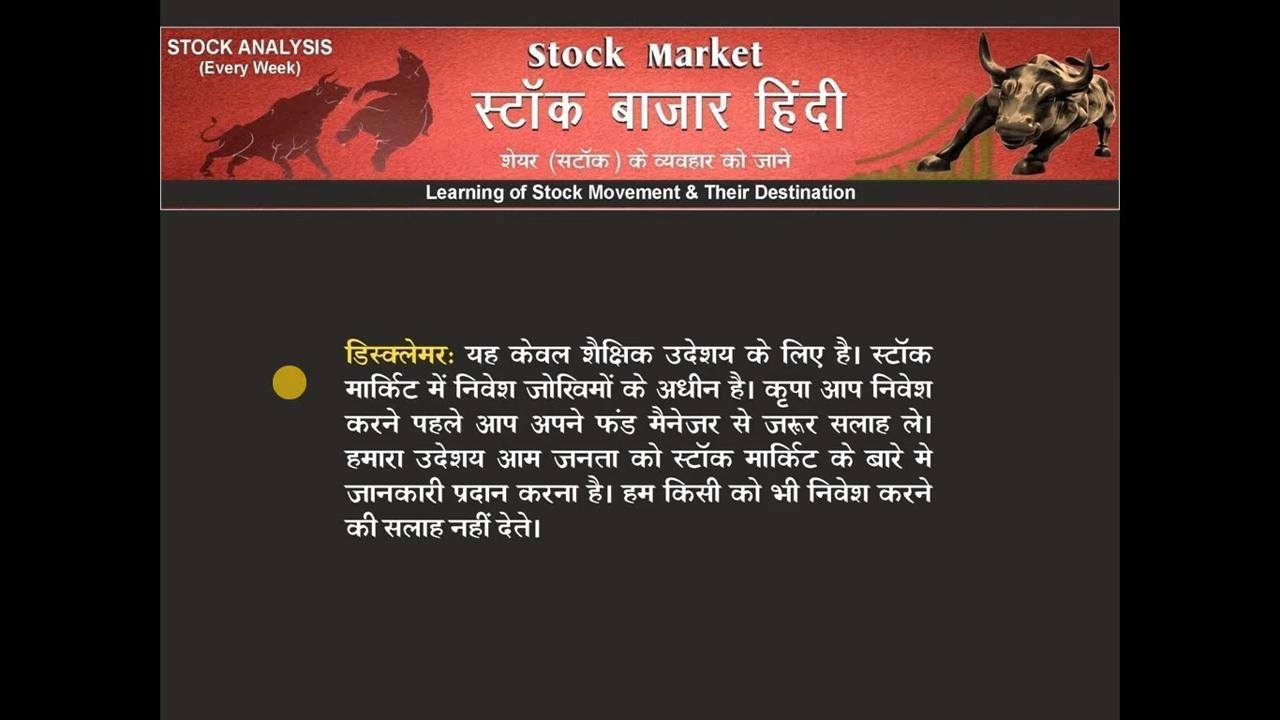 STOCK ANALYSIS
(Every Week)
Stock Market
स्टॉक बाजार हिंदी
शेयर (सटॉक) के व्यवहार को जाने
Learning of Stock Movement & Their Destination
डिस्क्लेमरः यह केवल शैक्षिक उदेशय के लिए है। स्टॉक
मार्किट में निवेश जोखिमों के अधीन है। कृपा आप निवेश
करने पहले आप अपने फंड मैनेजर से जरूर सलाह ले।
हमारा उदेशय आम जनता को स्टॉक मार्किट के बारे मे
जानकारी प्रदान करना है। हम किसी को भी निवेश करने
की सलाह नहीं देते।